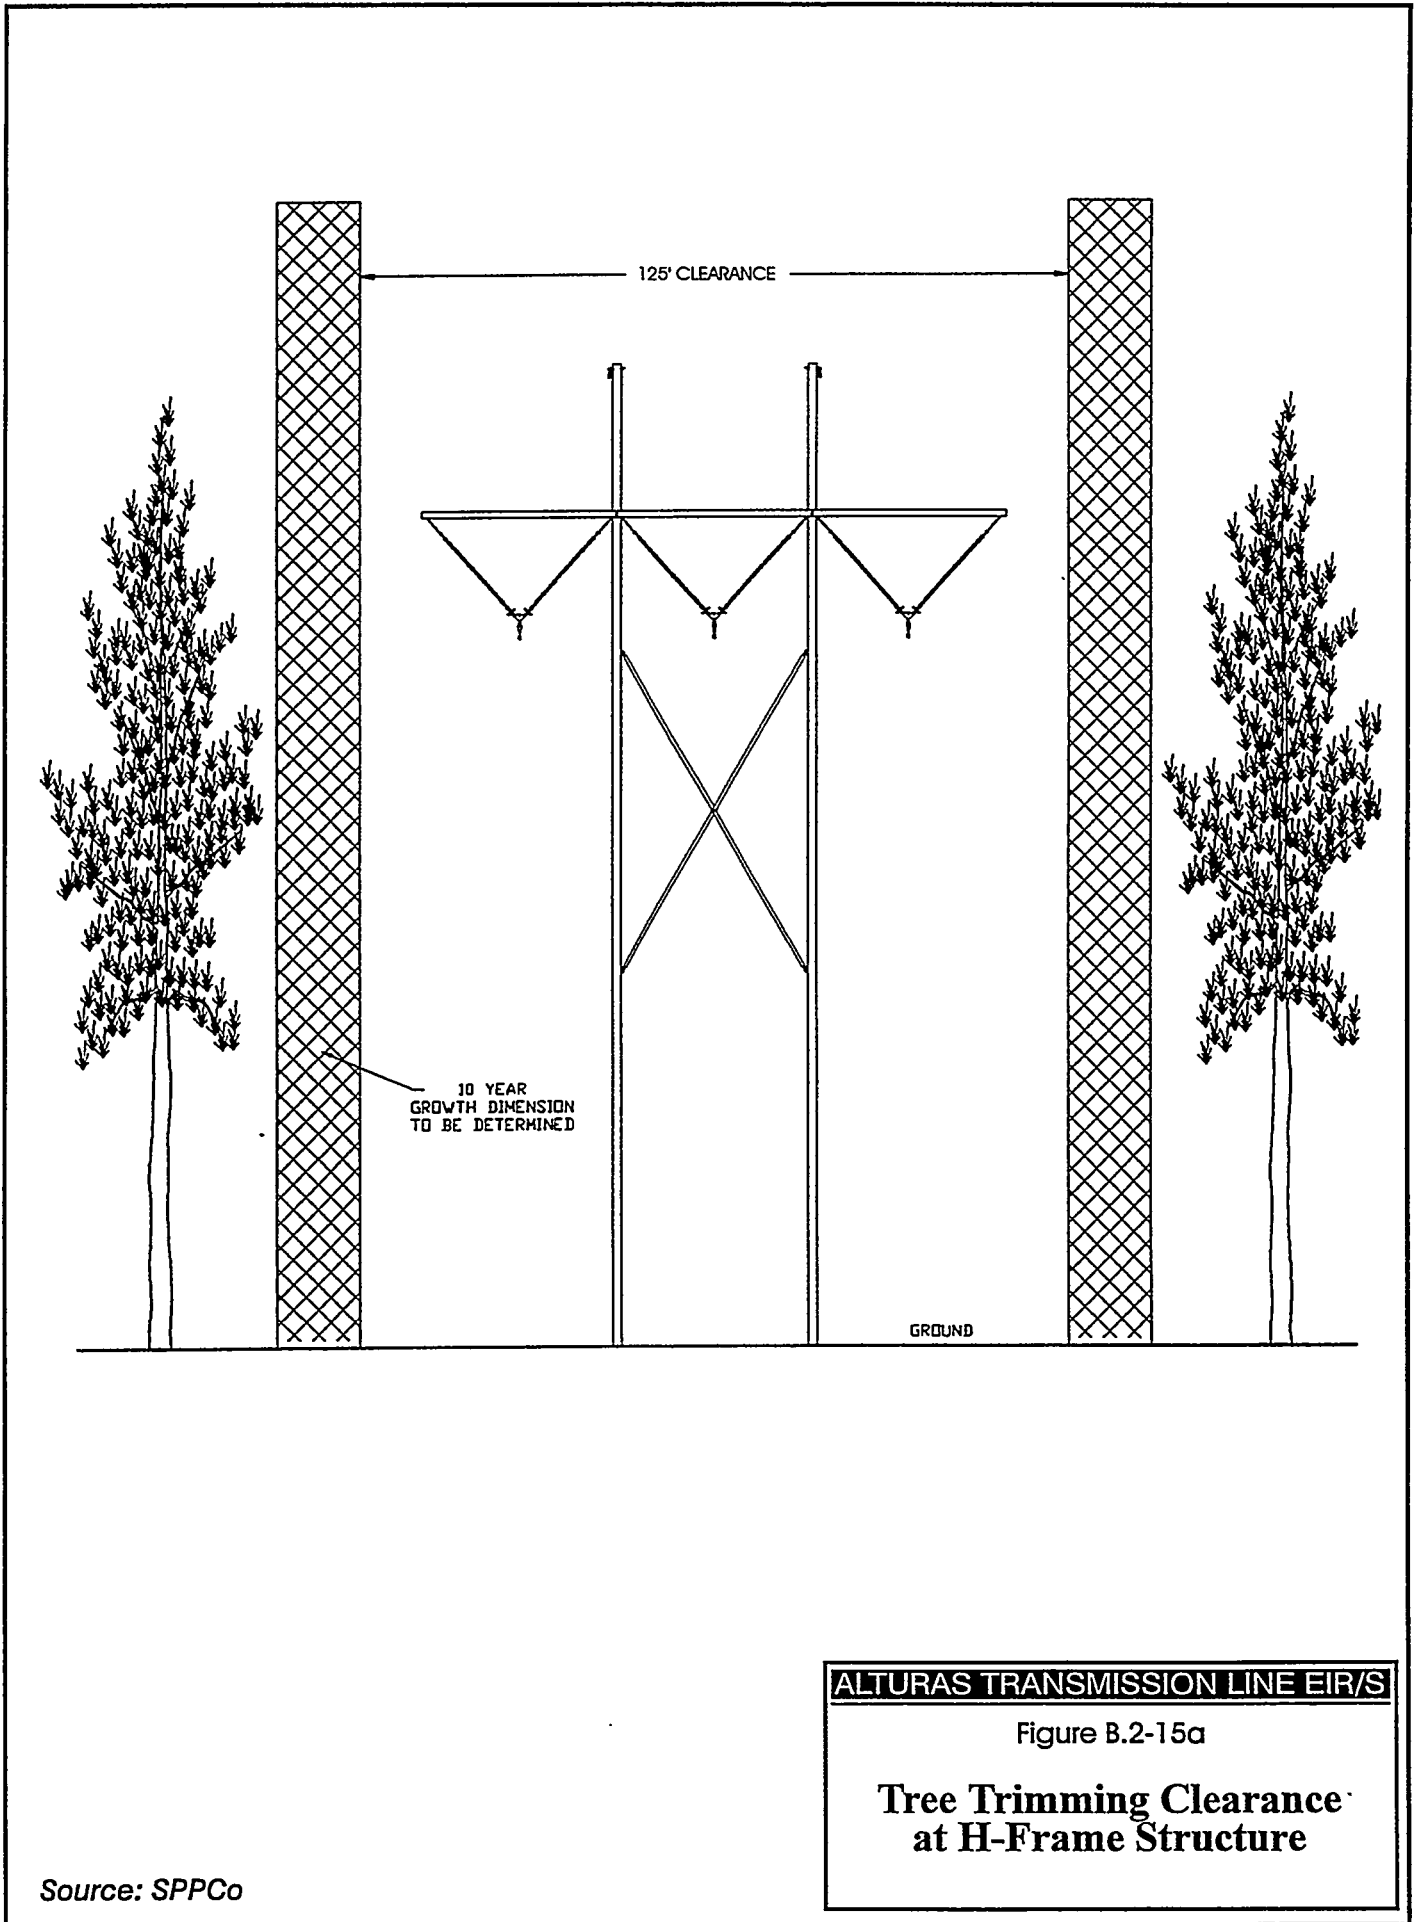 125' CLEARANCE
10 YEAR
GROWTH DIMENSION
TO BE DETERMINED
GROUND
ALTURAS TRANSMISSION LINE EIR/S
Figure B.2-15a
Tree Trimming Clearance
at H-Frame Structure
Source: SPPCo